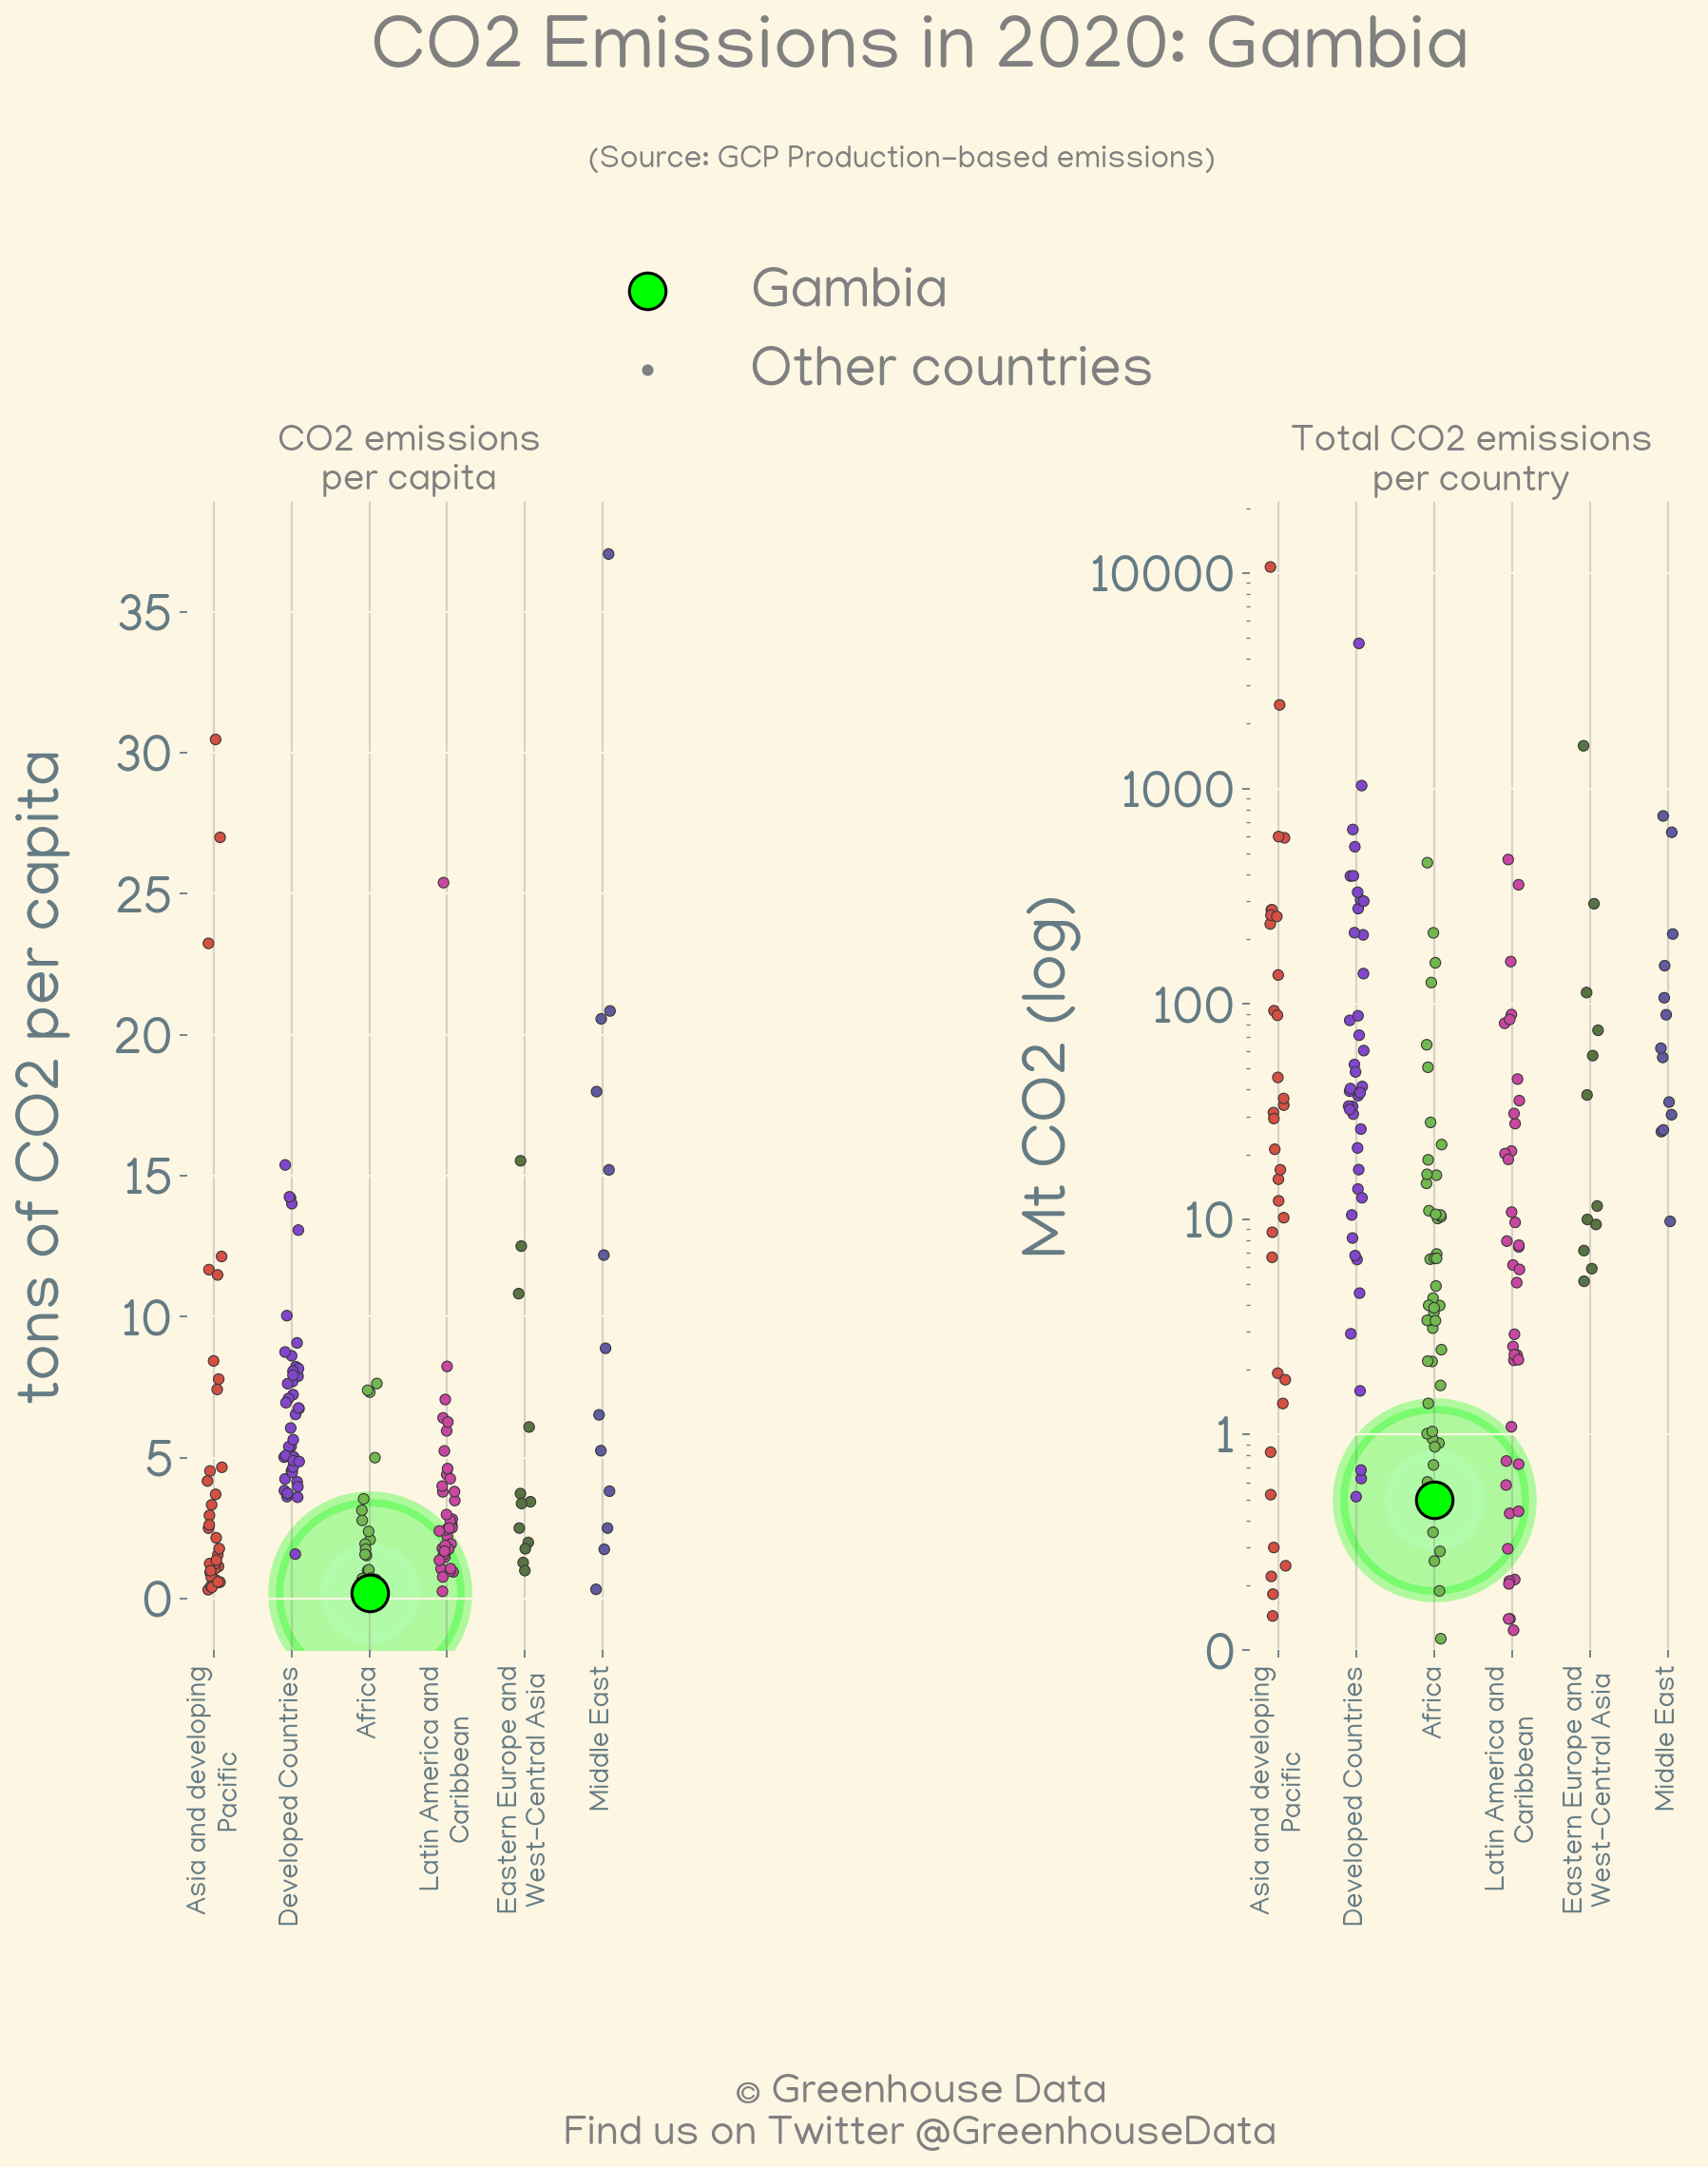 CO2 Emissions in 2020: Gambia
(Source: GCP Production-based emissions)
Gambia
Other countries
CO2 emissions
per capita
tons of CO2 per capita
35
30
25
20
15
10
5
0
Asia and developing
Pacific
Developed Countries
Africa
Latin America and
Caribbean
Eastern Europe and
West-Central Asia
Middle East
Total CO2 emissions
per country
Mt CO2 (log)
10000
1000
100
10
1
0
Asia and developing
Pacific
Developed Countries
Africa
Latin America and
Caribbean
Eastern Europe and
West-Central Asia
Middle East
© Greenhouse Data
Find us on Twitter @GreenhouseData